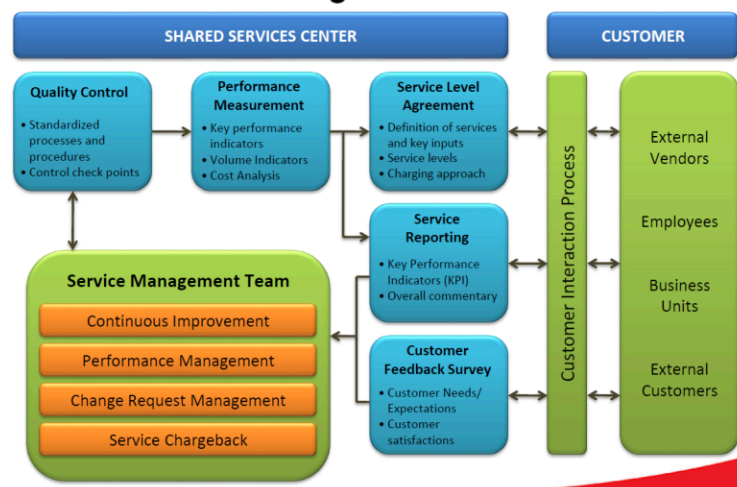 SHARED SERVICES CENTER
CUSTOMER
Quality Control
• Standardized
processes and
procedures
• Control check points
Performance
Measurement
• Key performance
indicators
• Volume Indicators
• Cost Analysis
Service Level
Agreement
• Definition of services
and key inputs
• Service levels
• Charging approach
Service
Reporting
• Key Performance
Indicators (KPI)
• Overall commentary
Customer
Feedback Survey
• Customer Needs/
Expectations
• Customer
satisfactions
Service Management Team
Continuous Improvement
Performance Management
Change Request Management
Service Chargeback
Customer Interaction Process
External
Vendors
Employees
Business
Units
External
Customers